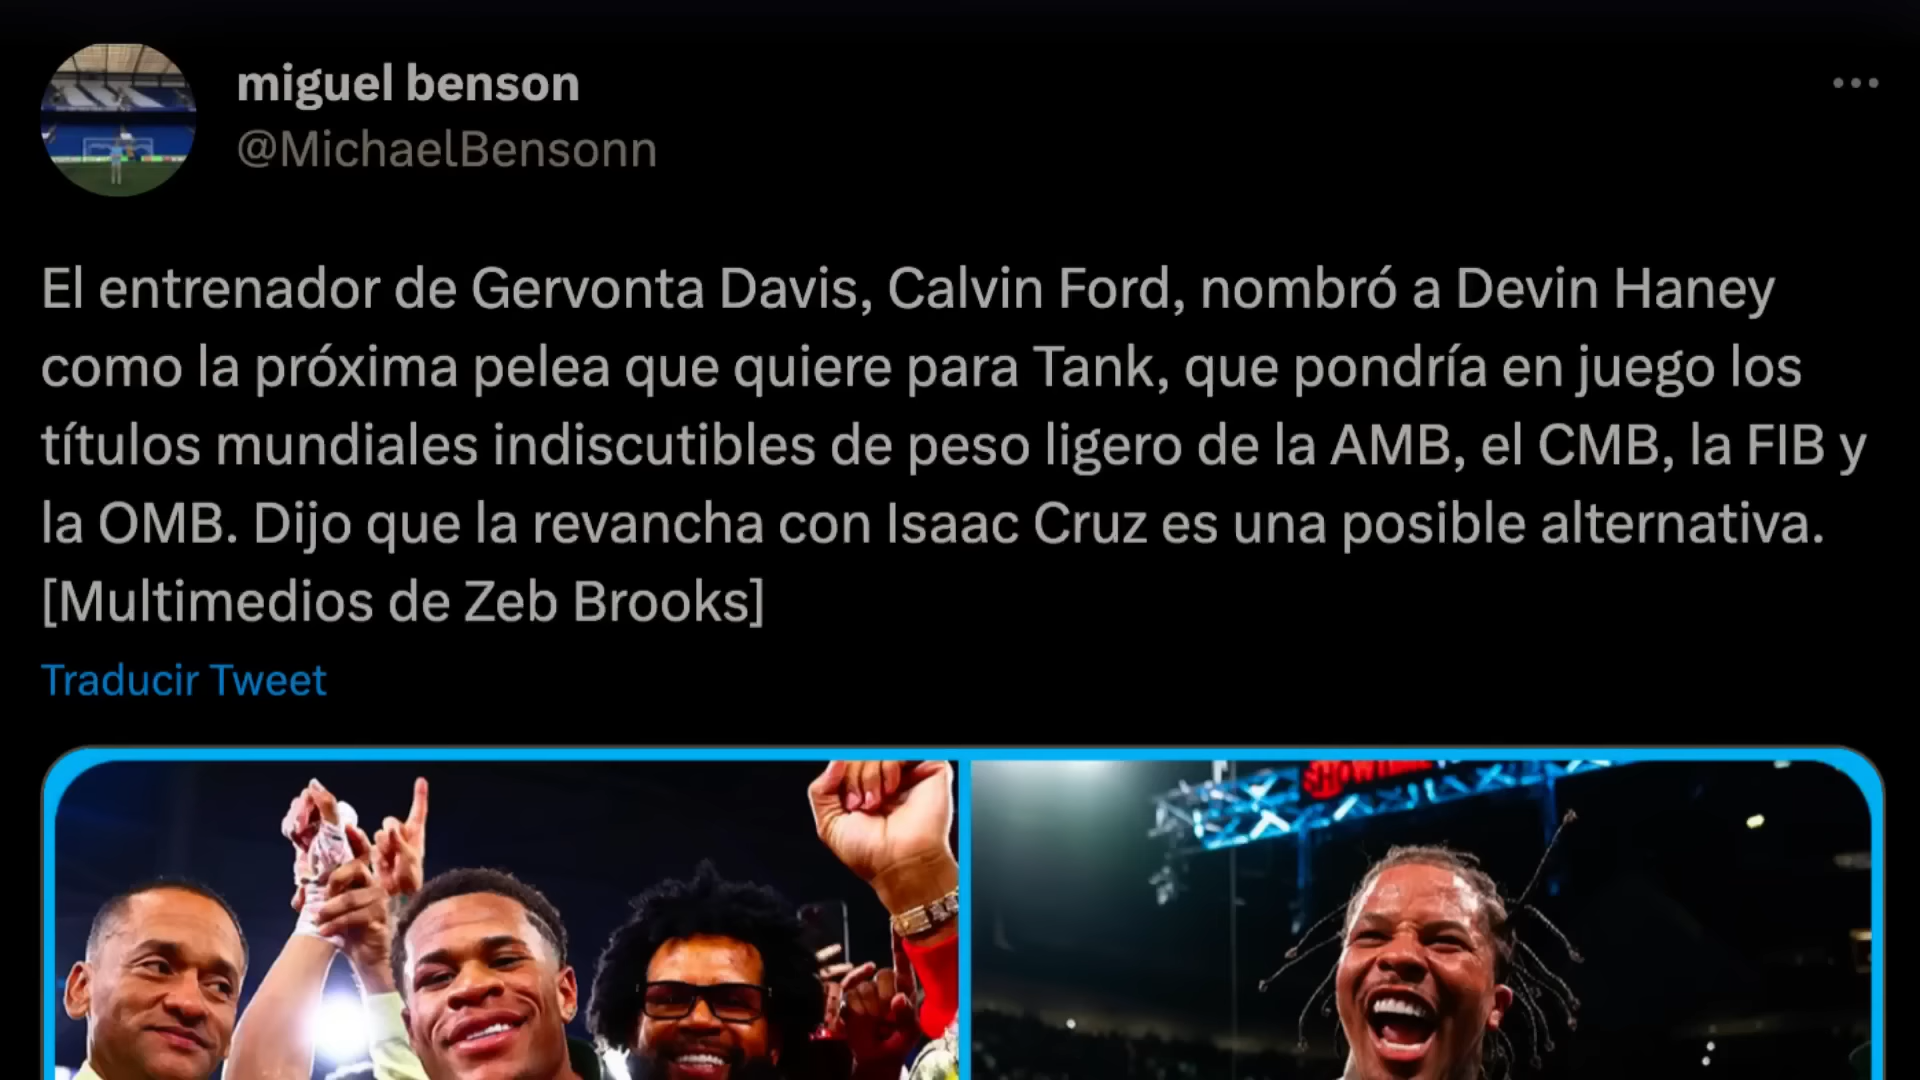 miguel benson
@MichaelBensonn
El entrenador de Gervonta Davis, Calvin Ford, nombró a Devin Haney
como la próxima pelea que quiere para Tank, que pondría en juego los
títulos mundiales indiscutibles de peso ligero de la AMB, el CMB, la FIB y
la OMB. Dijo que la revancha con Isaac Cruz es una posible alternativa.
[Multimedios de Zeb Brooks]
Traducir Tweet
SHOWTIME